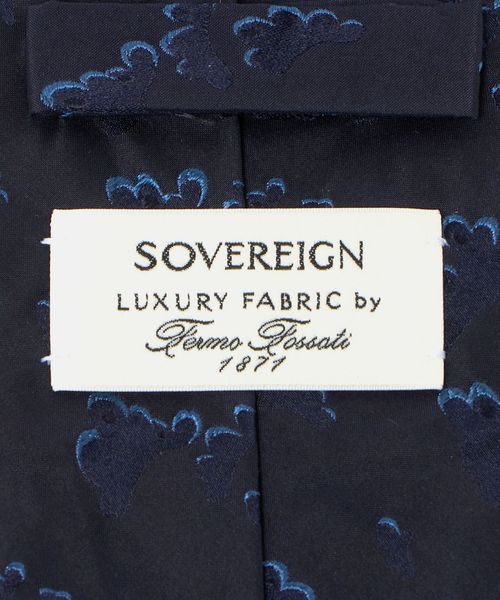 SOVEREIGN
LUXURY FABRIC by
Fermo Fossati
1871